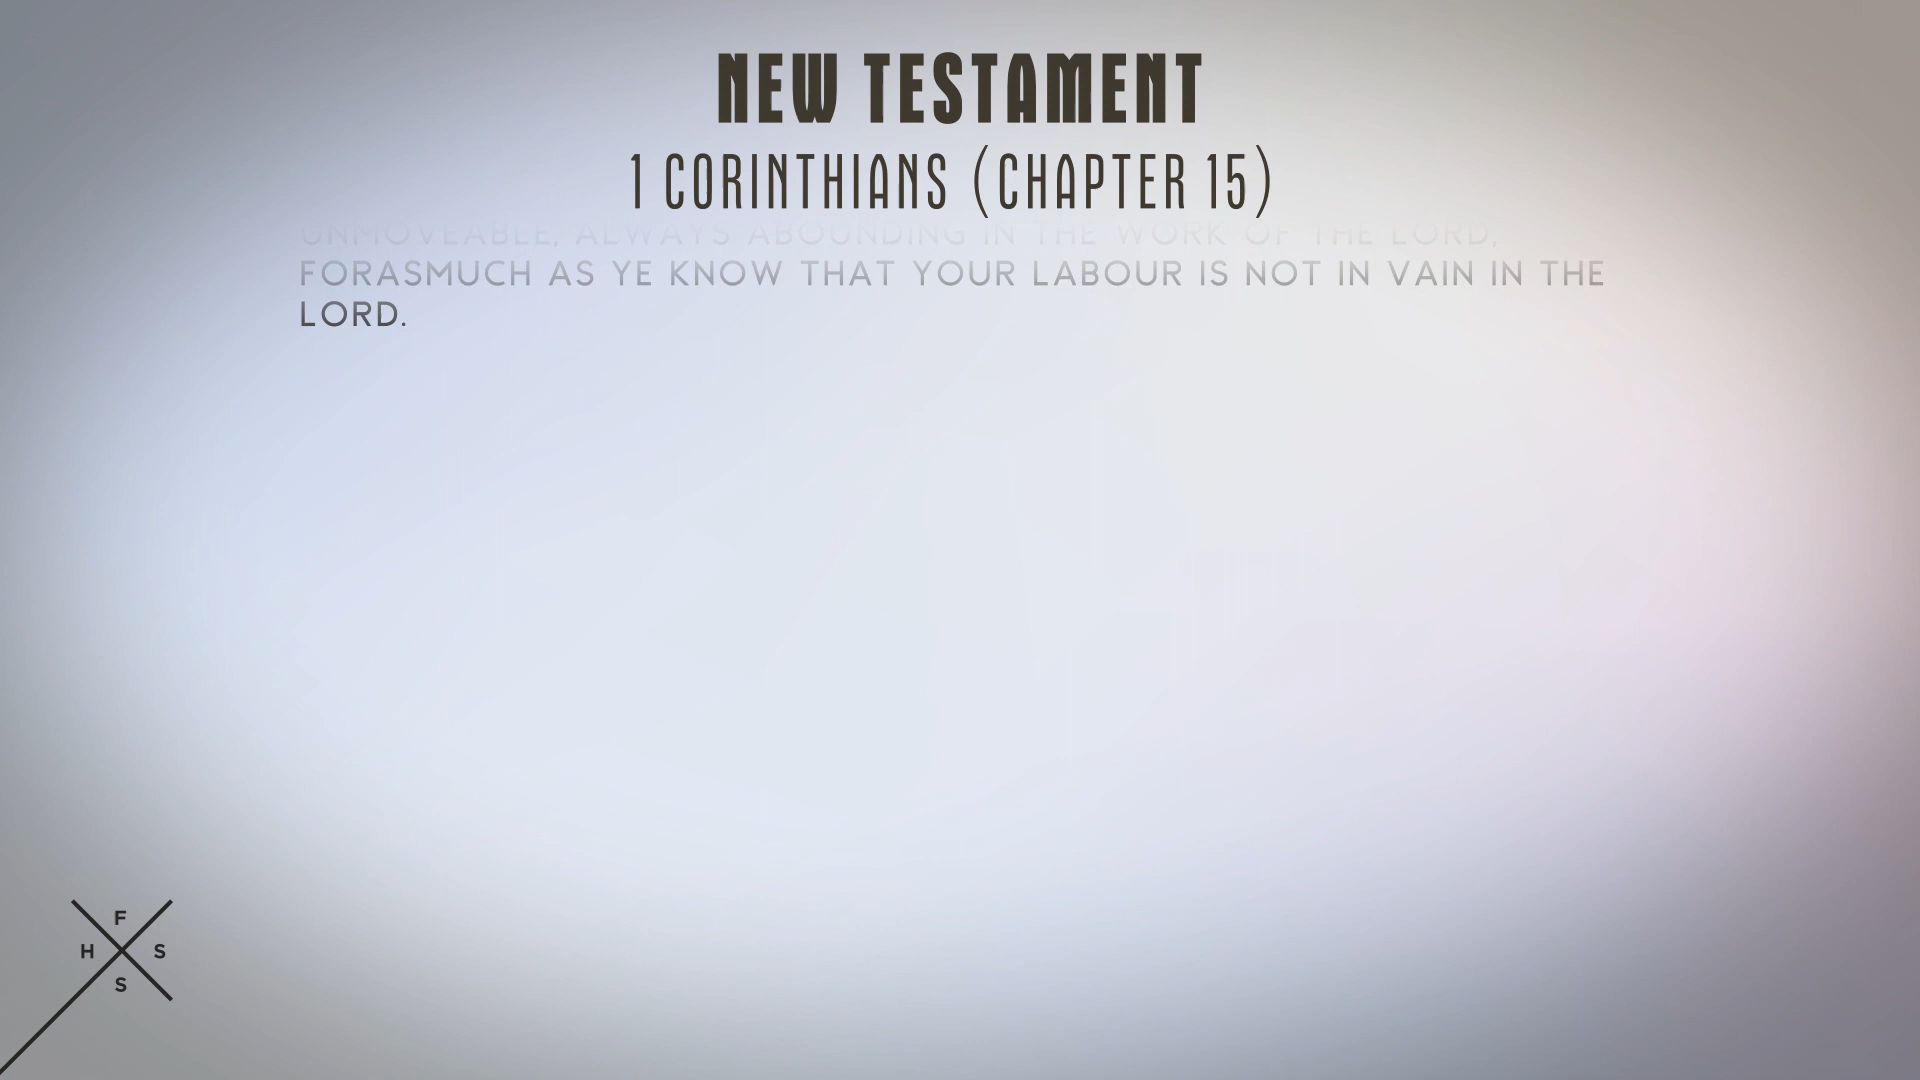 NEW TESTAMENT
1 CORINTHIANS (CHAPTER 15)
UNMOVEABLE, ALWAYS ABOUNDING IN THE WORK OF THE LORD,
FORASMUCH AS YE KNOW THAT YOUR LABOUR IS NOT IN VAIN IN THE
LORD.
F
H S
S